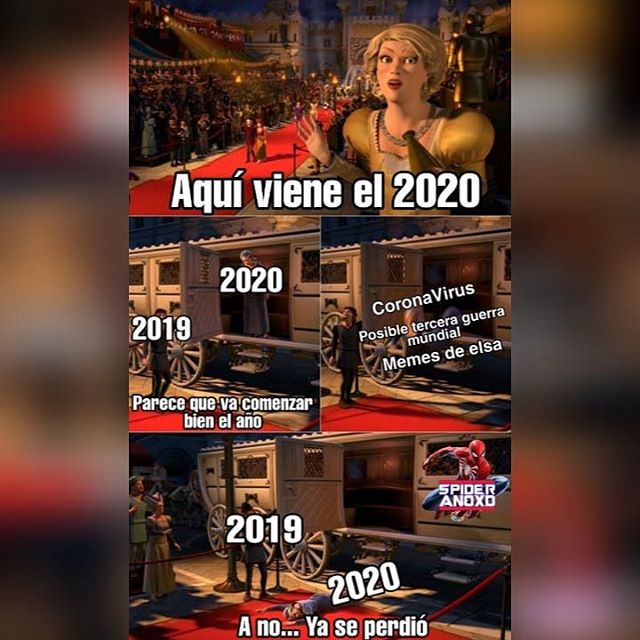 Aquí viene el 2020
2020
2019
Parece que va comenzar
bien el año
CoronaVirus
Posible tercera guerra
mundial
Memes de elsa
SPIDER
ANOXD
2019
2020
A no... Ya se perdió